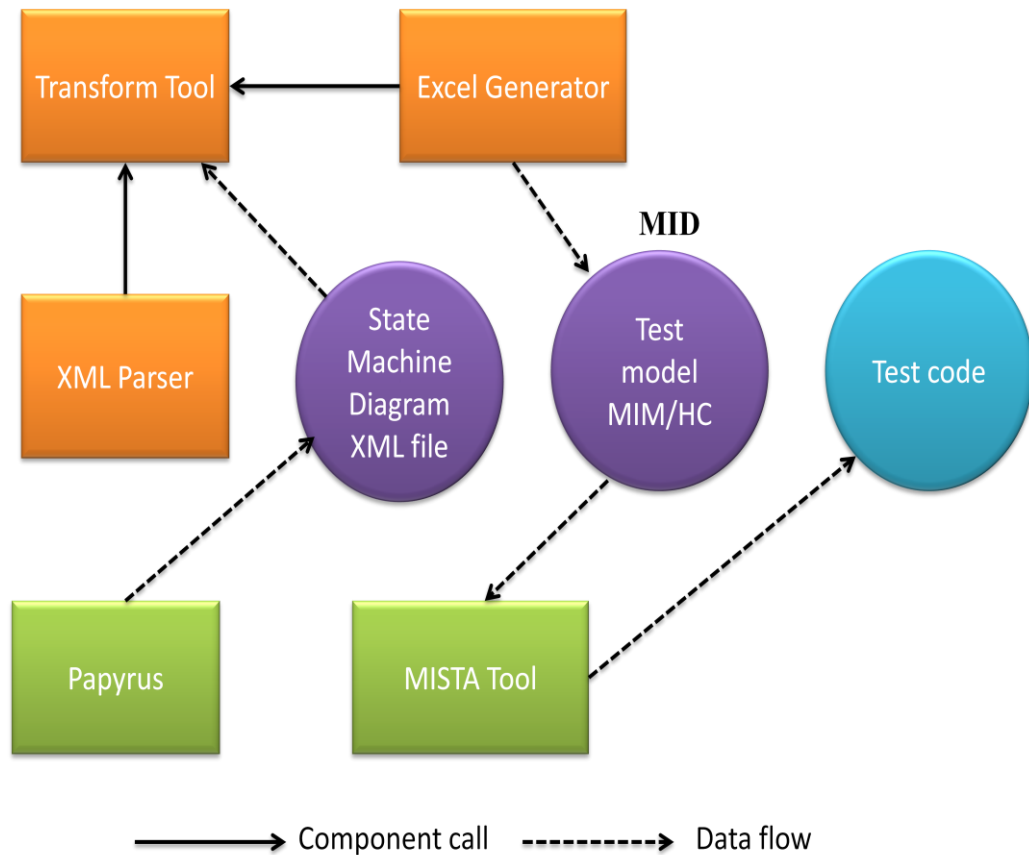 Transform Tool
Excel Generator
MID
XML Parser
State
Machine
Diagram
XML file
Test
model
MIM/HC
Test code
Papyrus
MISTA Tool
Component call
Data flow